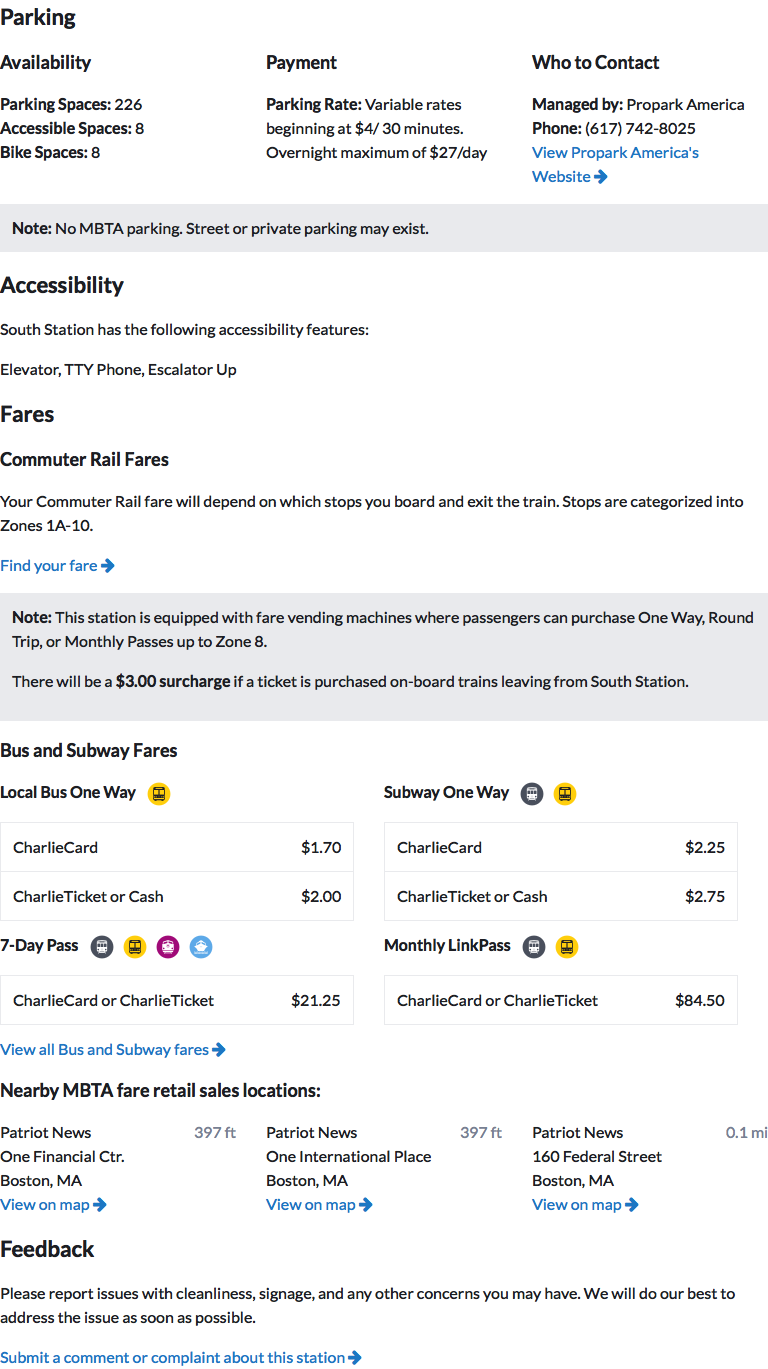 Parking
Availability
Parking Spaces: 226
Accessible Spaces: 8
Bike Spaces: 8
Payment
Parking Rate: Variable rates
beginning at $4/ 30 minutes.
Overnight maximum of $27/day
Who to Contact
Managed by: Propark America
Phone: (617) 742-8025
View Propark America's
Website
Note: No MBTA parking. Street or private parking may exist.
Accessibility
South Station has the following accessibility features:
Elevator, TTY Phone, Escalator Up
Fares
Commuter Rail Fares
Your Commuter Rail fare will depend on which stops you board and exit the train. Stops are categorized into
Zones 1A-10.
Find your fare
Note: This station is equipped with fare vending machines where passengers can purchase One Way, Round
Trip, or Monthly Passes up to Zone 8.
There will be a $3.00 surcharge if a ticket is purchased on-board trains leaving from South Station.
Bus and Subway Fares
Local Bus One Way
CharlieCard $1.70
CharlieTicket or Cash $2.00
Subway One Way
CharlieCard $2.25
CharlieTicket or Cash $2.75
7-Day Pass
CharlieCard or CharlieTicket $21.25
Monthly LinkPass
CharlieCard or CharlieTicket $84.50
View all Bus and Subway fares
Nearby MBTA fare retail sales locations:
Patriot News 397 ft
One Financial Ctr.
Boston, MA
View on map
Patriot News 397 ft
One International Place
Boston, MA
View on map
Patriot News 0.1 mi
160 Federal Street
Boston, MA
View on map
Feedback
Please report issues with cleanliness, signage, and any other concerns you may have. We will do our best to
address the issue as soon as possible.
Submit a comment or complaint about this station